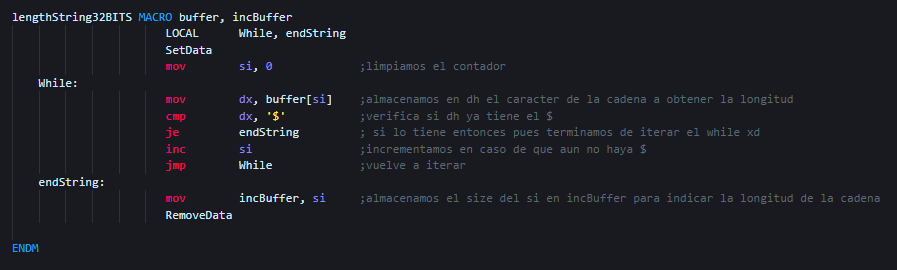 lengthString32BITS MACRO buffer, incBuffer
LOCAL While, endString
SetData
mov si, 0 ;limpiamos el contador
While:
mov dx, buffer[si] ;almacenamos en dh el caracter de la cadena a obtener la longitud
cmp dx, '$' ;verifica si dh ya tiene el $
je endString ; si lo tiene entonces pues terminamos de iterar el while xd
inc si ;incrementamos en caso de que aun no haya $
jmp While ;vuelve a iterar
endString:
mov incBuffer, si ;almacenamos el size del si en incBuffer para indicar la longitud de la cadena
RemoveData
ENDM